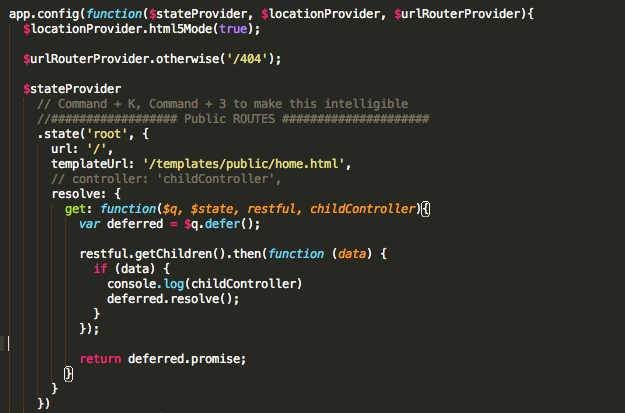 app.config(function($stateProvider, $locationProvider, $urlRouterProvider){
  $locationProvider.html5Mode(true);

  $urlRouterProvider.otherwise('/404');

  $stateProvider
    // Command + K, Command + 3 to make this intelligible
    //################## Public ROUTES #####################
    .state('root', {
      url: '/',
      templateUrl: '/templates/public/home.html',
      // controller: 'childController',
      resolve: {
        get: function($q, $state, restful, childController){
          var deferred = $q.defer();

          restful.getChildren().then(function (data) {
            if (data) {
              console.log(childController)
              deferred.resolve();
            }
          });

          return deferred.promise;
        }
      }
    })